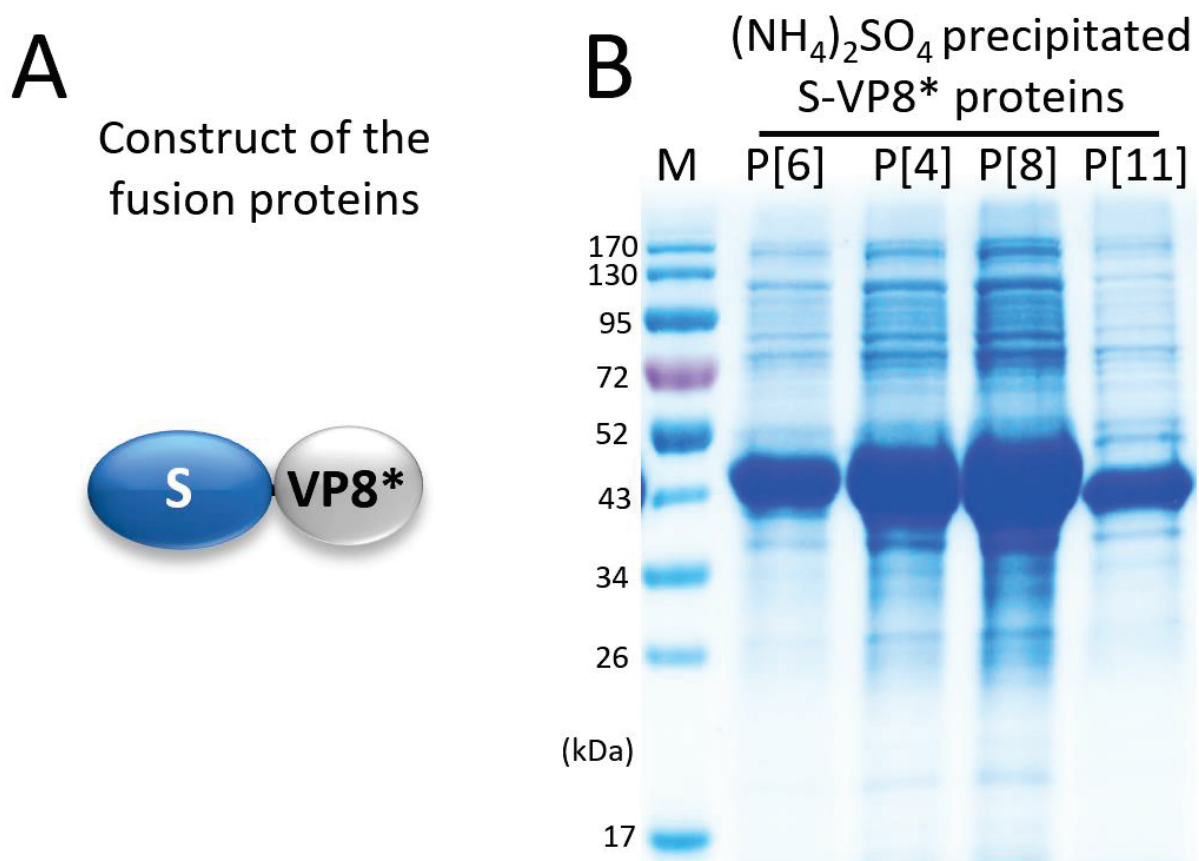 A
Construct of the
fusion proteins
S
VP8*
B
(NH₄)₂SO₄ precipitated
S-VP8* proteins
M P[6] P[4] P[8] P[11]
170
130
95
72
52
43
34
26
(kDa)
17